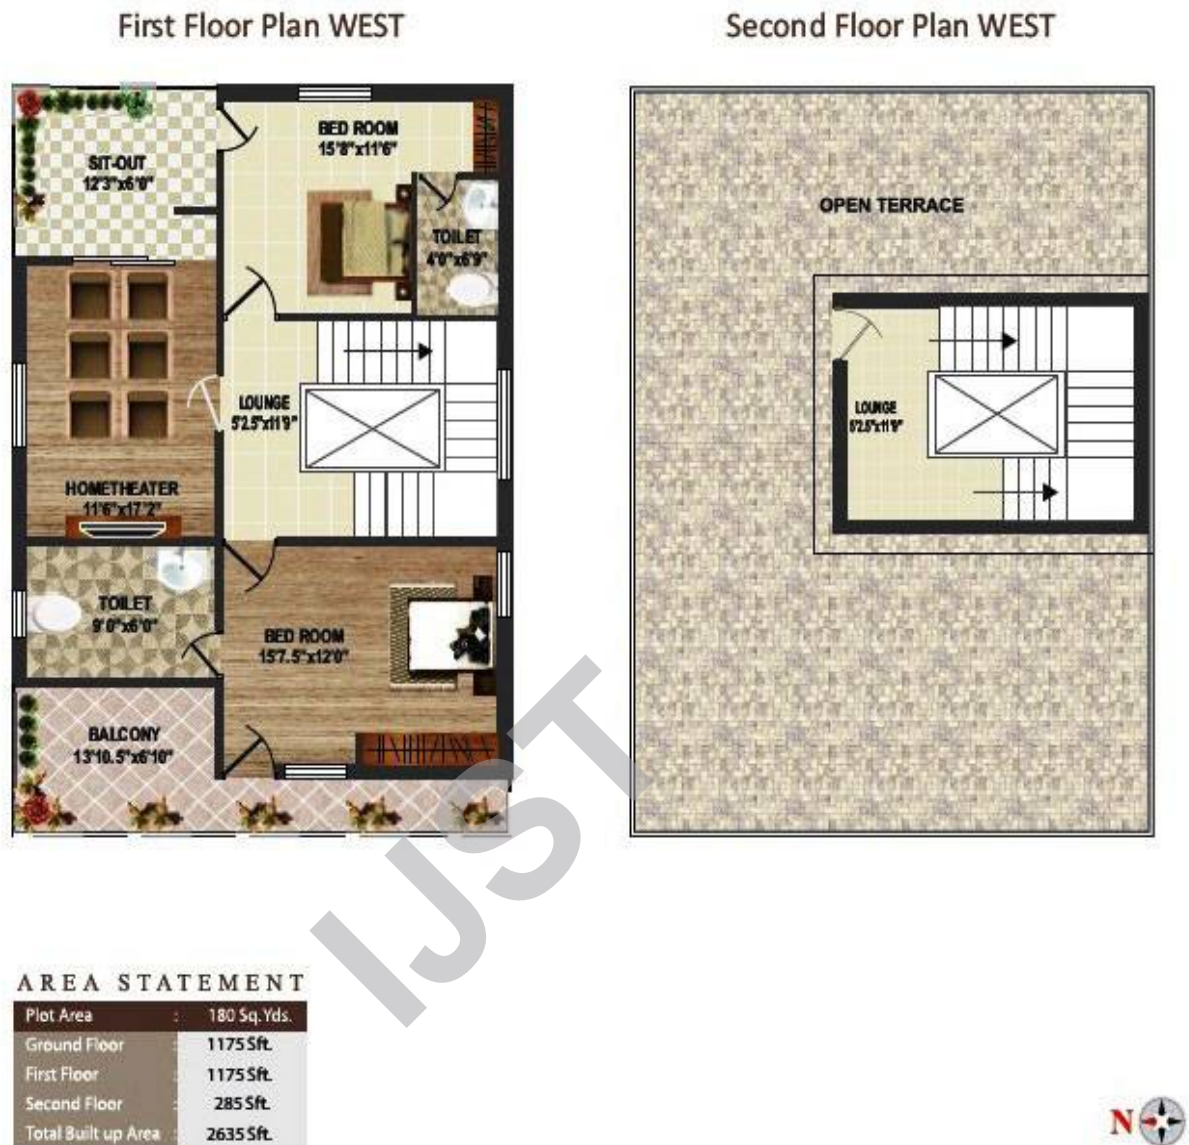 First Floor Plan WEST
SIT-OUT
12'3"x6'0"
BED ROOM
15'8"x11'6"
TOILET
4'0"x6'9"
LOUNGE
5'2.5"x11'9"
HOMETHEATER
11'6"x17'2"
TOILET
9'0"x6'0"
BED ROOM
15'7.5"x12'0"
BALCONY
13'10.5"x6'10"
Second Floor Plan WEST
OPEN TERRACE
LOUNGE
5'2.5"x11'9"
IJST
AREA STATEMENT
Plot Area : 180 Sq. Yds.
Ground Floor : 1175 Sft.
First Floor : 1175 Sft.
Second Floor : 285 Sft.
Total Built up Area : 2635 Sft.
N